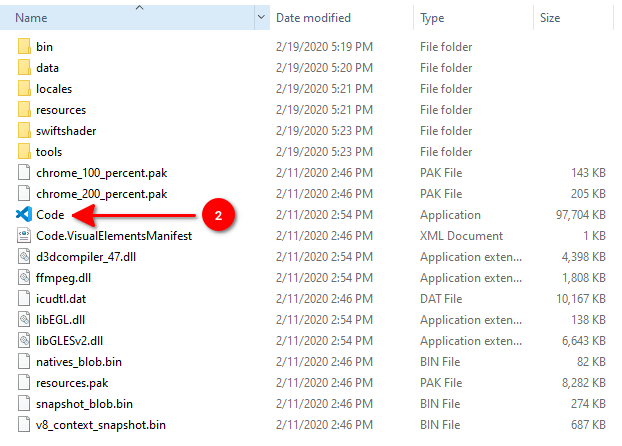 Name Date modified Type Size
bin 2/19/2020 5:19 PM File folder
data 2/19/2020 5:20 PM File folder
locales 2/19/2020 5:21 PM File folder
resources 2/19/2020 5:21 PM File folder
swiftshader 2/19/2020 5:23 PM File folder
tools 2/19/2020 5:23 PM File folder
chrome_100_percent.pak 2/11/2020 2:46 PM PAK File 143 KB
chrome_200_percent.pak 2/11/2020 2:46 PM PAK File 205 KB
Code 2 2/11/2020 2:54 PM Application 97,704 KB
Code.VisualElementsManifest 2/11/2020 2:46 PM XML Document 1 KB
d3dcompiler_47.dll 2/11/2020 2:54 PM Application exten... 4,398 KB
ffmpeg.dll 2/11/2020 2:54 PM Application exten... 1,808 KB
icudtl.dat 2/11/2020 2:46 PM DAT File 10,167 KB
libEGL.dll 2/11/2020 2:54 PM Application exten... 138 KB
libGLESv2.dll 2/11/2020 2:54 PM Application exten... 6,643 KB
natives_blob.bin 2/11/2020 2:46 PM BIN File 82 KB
resources.pak 2/11/2020 2:46 PM PAK File 8,282 KB
snapshot_blob.bin 2/11/2020 2:46 PM BIN File 274 KB
v8_context_snapshot.bin 2/11/2020 2:46 PM BIN File 687 KB